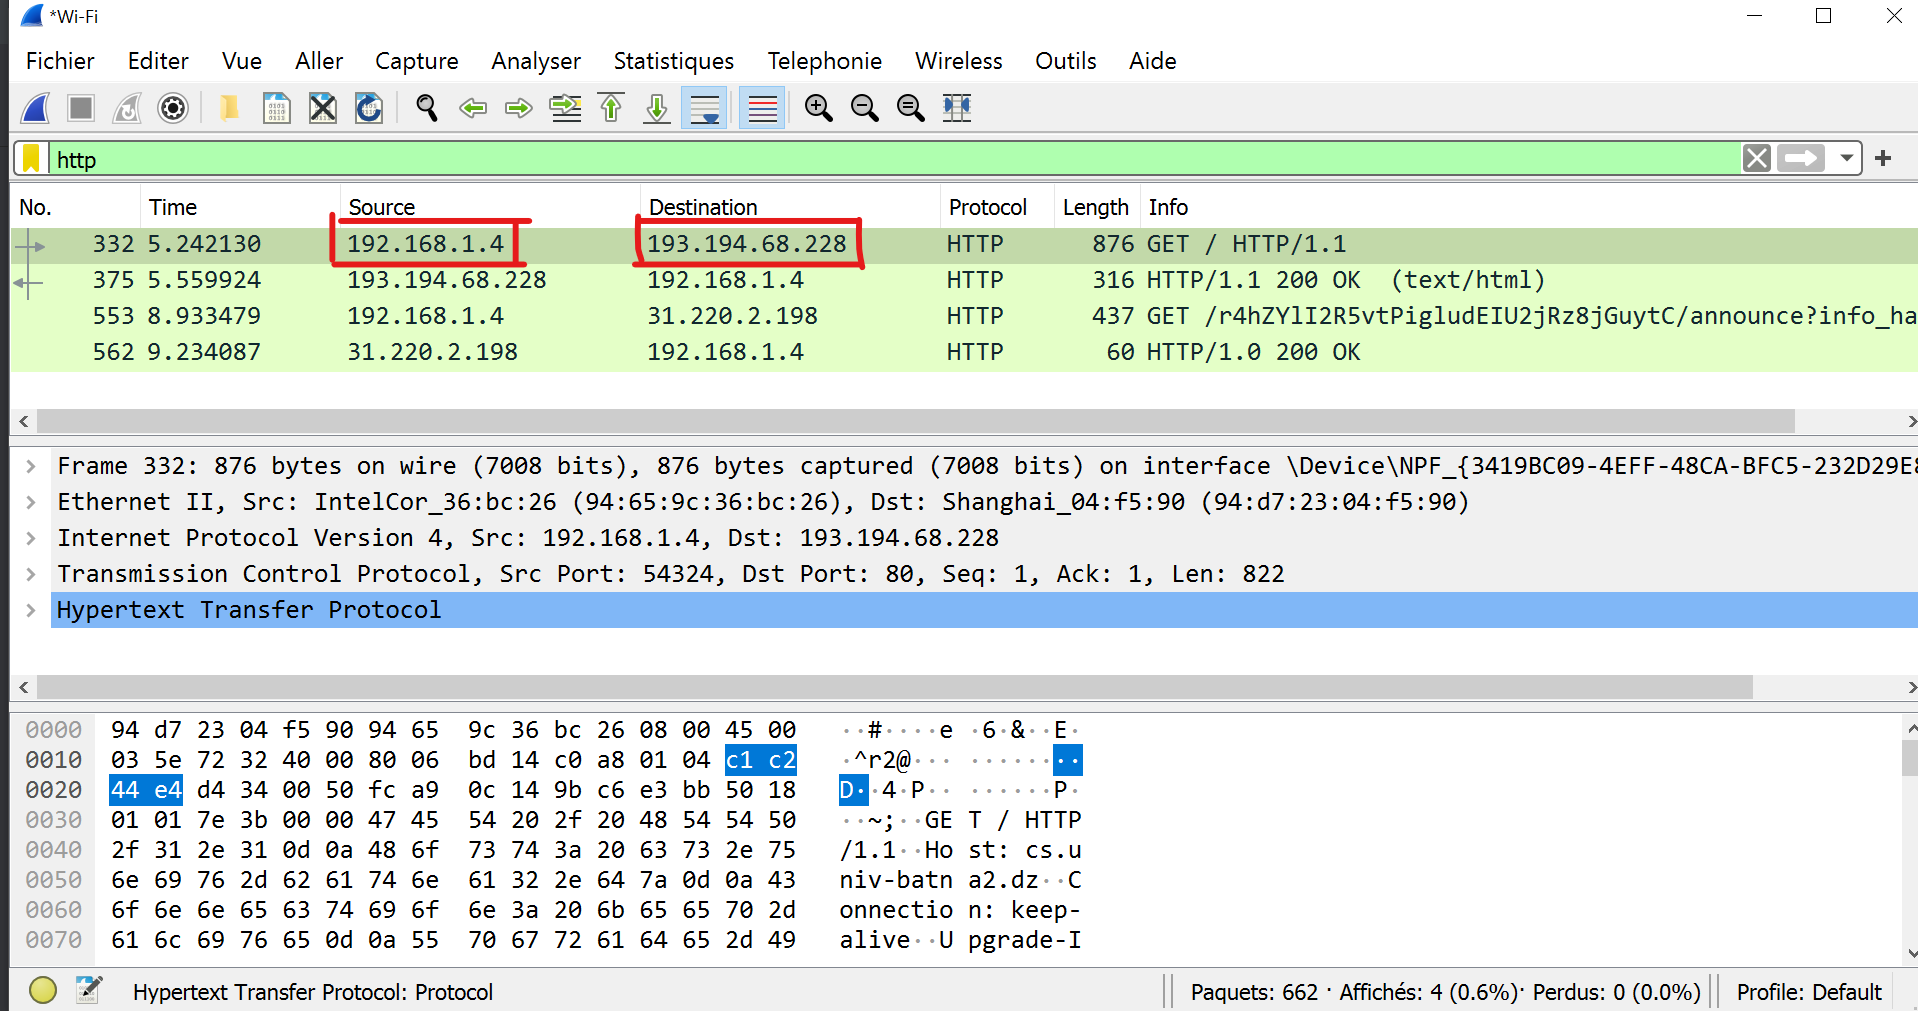 *Wi-Fi
Fichier Editer Vue Aller Capture Analyser Statistiques Telephonie Wireless Outils Aide
http
No. Time Source Destination Protocol Length Info
332 5.242130 192.168.1.4 193.194.68.228 HTTP 876 GET / HTTP/1.1
375 5.559924 193.194.68.228 192.168.1.4 HTTP 316 HTTP/1.1 200 OK (text/html)
553 8.933479 192.168.1.4 31.220.2.198 HTTP 437 GET /r4hZYlI2R5vtPigludEIU2jRz8jGuytC/announce?info_ha
562 9.234087 31.220.2.198 192.168.1.4 HTTP 60 HTTP/1.0 200 OK
Frame 332: 876 bytes on wire (7008 bits), 876 bytes captured (7008 bits) on interface \Device\NPF_{3419BC09-4EFF-48CA-BFC5-232D29E8
Ethernet II, Src: IntelCor_36:bc:26 (94:65:9c:36:bc:26), Dst: Shanghai_04:f5:90 (94:d7:23:04:f5:90)
Internet Protocol Version 4, Src: 192.168.1.4, Dst: 193.194.68.228
Transmission Control Protocol, Src Port: 54324, Dst Port: 80, Seq: 1, Ack: 1, Len: 822
Hypertext Transfer Protocol
0000 94 d7 23 04 f5 90 94 65 9c 36 bc 26 08 00 45 00 ··#····e ·6·&··E·
0010 03 5e 72 32 40 00 80 06 bd 14 c0 a8 01 04 c1 c2 ·^r2@··· ········
0020 44 e4 d4 34 00 50 fc a9 0c 14 9b c6 e3 bb 50 18 D··4·P·· ······P·
0030 01 01 7e 3b 00 00 47 45 54 20 2f 20 48 54 54 50 ··~;··GE T / HTTP
0040 2f 31 2e 31 0d 0a 48 6f 73 74 3a 20 63 73 2e 75 /1.1··Ho st: cs.u
0050 6e 69 76 2d 62 61 74 6e 61 32 2e 64 7a 0d 0a 43 niv-batn a2.dz··C
0060 6f 6e 6e 65 63 74 69 6f 6e 3a 20 6b 65 65 70 2d onnectio n: keep-
0070 61 6c 69 76 65 0d 0a 55 70 67 72 61 64 65 2d 49 alive··U pgrade-I
Hypertext Transfer Protocol: Protocol Paquets: 662 · Affichés: 4 (0.6%)· Perdus: 0 (0.0%) Profile: Default